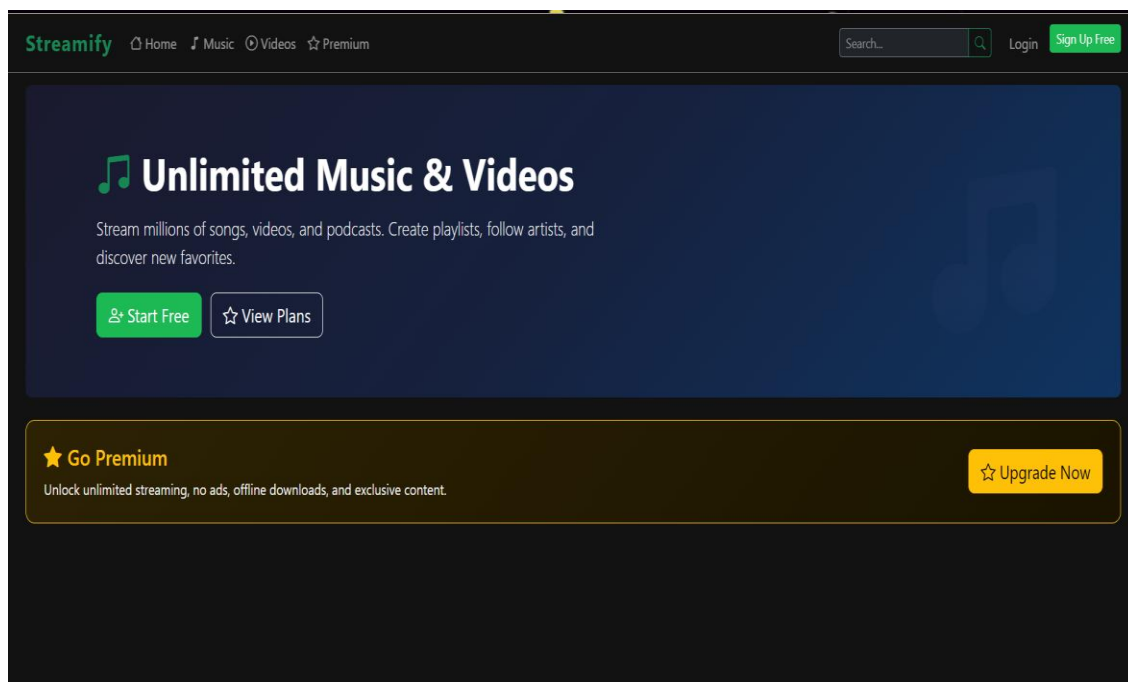 Streamify Home Music Videos Premium Search... Login Sign Up Free
Unlimited Music & Videos
Stream millions of songs, videos, and podcasts. Create playlists, follow artists, and
discover new favorites.
Start Free View Plans
Go Premium
Unlock unlimited streaming, no ads, offline downloads, and exclusive content.
Upgrade Now